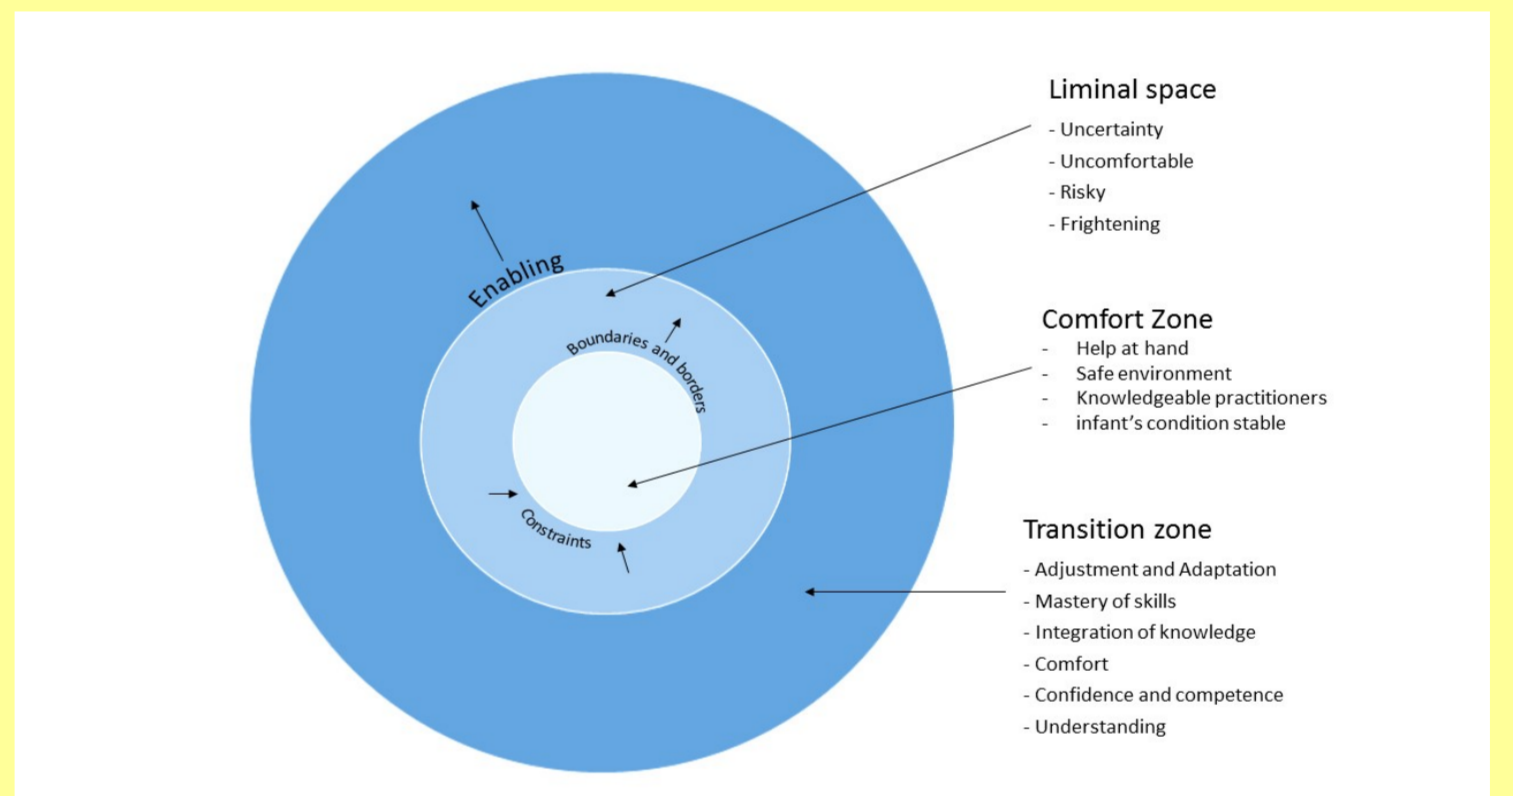 Liminal space
- Uncertainty
- Uncomfortable
- Risky
- Frightening
Enabling
Boundaries and borders
Constraints
Comfort Zone
- Help at hand
- Safe environment
- Knowledgeable practitioners
- infant’s condition stable
Transition zone
- Adjustment and Adaptation
- Mastery of skills
- Integration of knowledge
- Comfort
- Confidence and competence
- Understanding